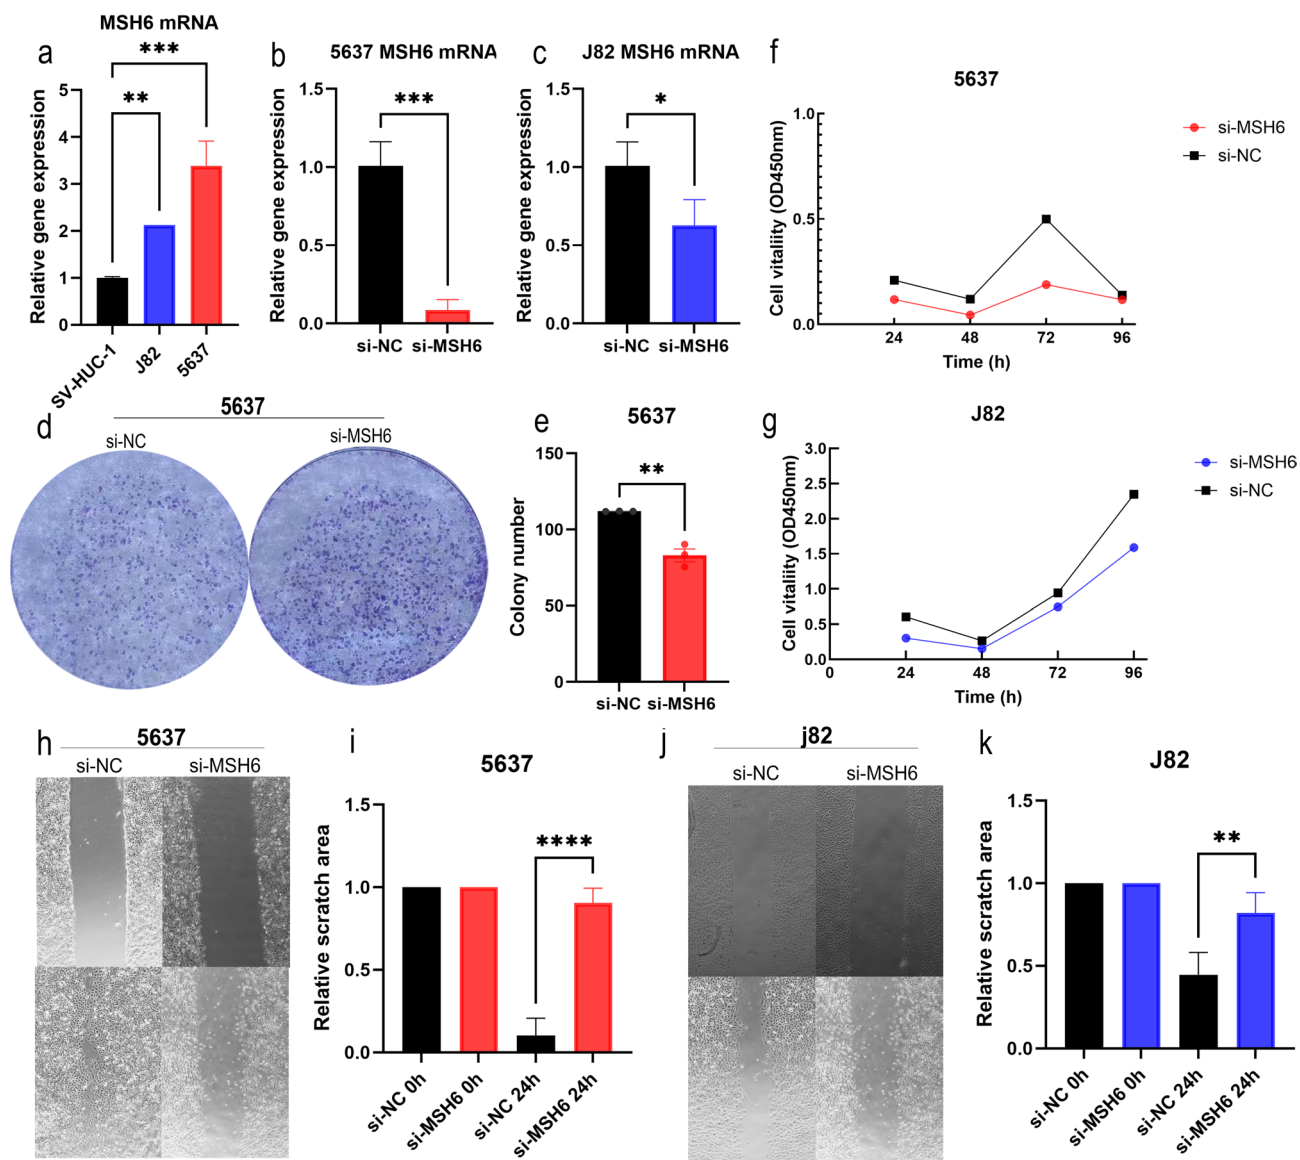 a
MSH6 mRNA
***
**
Relative gene expression
5
4
3
2
1
0
SV-HUC-1
J82
5637
b
5637 MSH6 mRNA
***
Relative gene expression
1.5
1.0
0.5
0.0
si-NC
si-MSH6
c
J82 MSH6 mRNA
*
Relative gene expression
1.5
1.0
0.5
0.0
si-NC
si-MSH6
f
5637
Cell vitaliity (OD450nm)
1.0
0.5
0.0
24
48
72
96
Time (h)
si-MSH6
si-NC
d
5637
si-NC
si-MSH6
e
5637
**
Colony number
150
100
50
0
si-NC
si-MSH6
g
J82
Cell vitaliity (OD450nm)
3.0
2.5
2.0
1.5
1.0
0.5
0.0
0
24
48
72
96
Time (h)
si-MSH6
si-NC
h
5637
si-NC
si-MSH6
i
5637
****
Relative scratch area
1.5
1.0
0.5
0.0
si-NC 0h
si-MSH6 0h
si-NC 24h
si-MSH6 24h
j
j82
si-NC
si-MSH6
k
J82
**
Relative scratch area
1.5
1.0
0.5
0.0
si-NC 0h
si-MSH6 0h
si-NC 24h
si-MSH6 24h